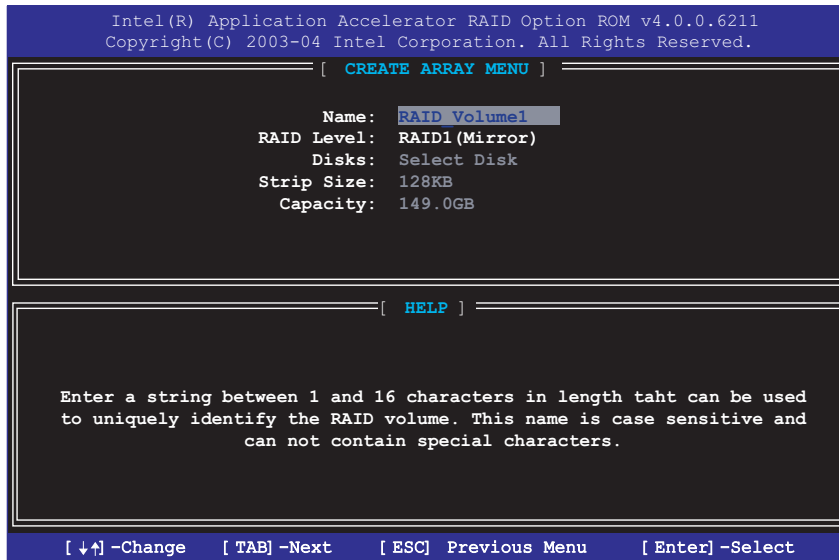 Intel(R) Application Accelerator RAID Option ROM v4.0.0.6211
Copyright(C) 2003-04 Intel Corporation. All Rights Reserved.
[ CREATE ARRAY MENU ]
Name: RAID_Volume1
RAID Level: RAID1(Mirror)
Disks: Select Disk
Strip Size: 128KB
Capacity: 149.0GB
[ HELP ]
Enter a string between 1 and 16 characters in length taht can be used
to uniquely identify the RAID volume. This name is case sensitive and
can not contain special characters.
[↓↑]-Change [TAB]-Next [ESC] Previous Menu [Enter]-Select